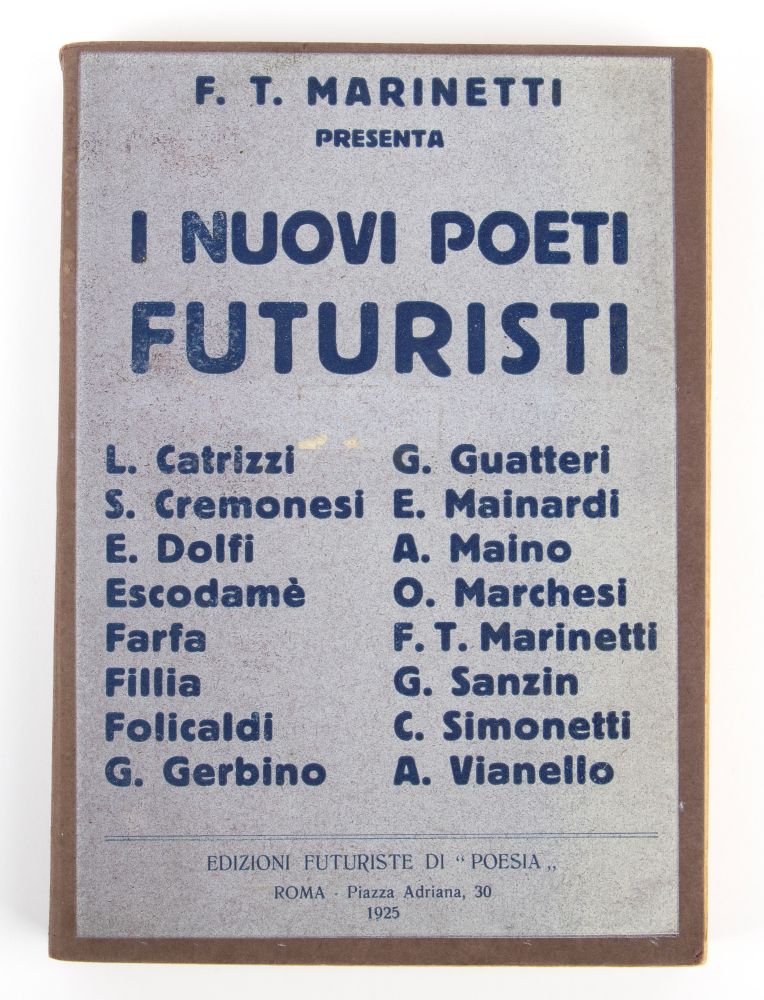 F. T. MARINETTI
PRESENTA
I NUOVI POETI
FUTURISTI
L. Catrizzi
S. Cremonesi
E. Dolfi
Escodamè
Farfa
Fillia
Folicaldi
G. Gerbino
G. Guatteri
E. Mainardi
A. Maino
O. Marchesi
F. T. Marinetti
G. Sanzin
C. Simonetti
A. Vianello
EDIZIONI FUTURISTE DI “ POESIA „
ROMA - Piazza Adriana, 30
1925